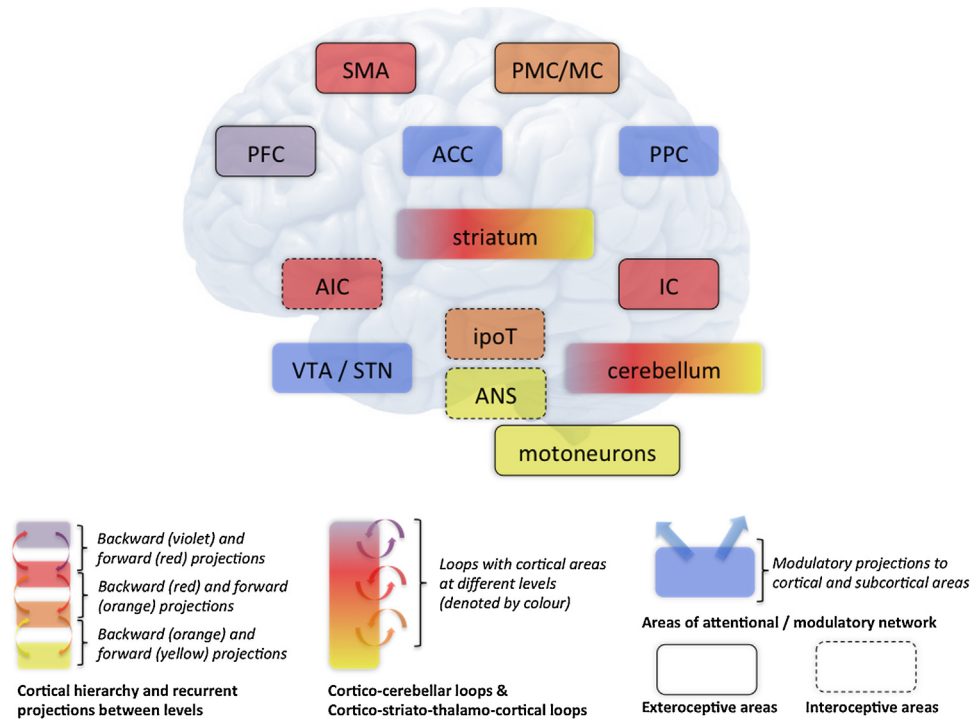 SMA
PMC/MC
PFC
ACC
PPC
striatum
AIC
IC
ipoT
VTA / STN
cerebellum
ANS
motoneurons
Backward (violet) and
forward (red) projections
Backward (red) and forward
(orange) projections
Backward (orange) and
forward (yellow) projections
Cortical hierarchy and recurrent
projections between levels
Loops with cortical areas
at different levels
(denoted by colour)
Cortico-cerebellar loops &
Cortico-striato-thalamo-cortical loops
Modulatory projections to
cortical and subcortical areas
Areas of attentional / modulatory network
Exteroceptive areas
Interoceptive areas